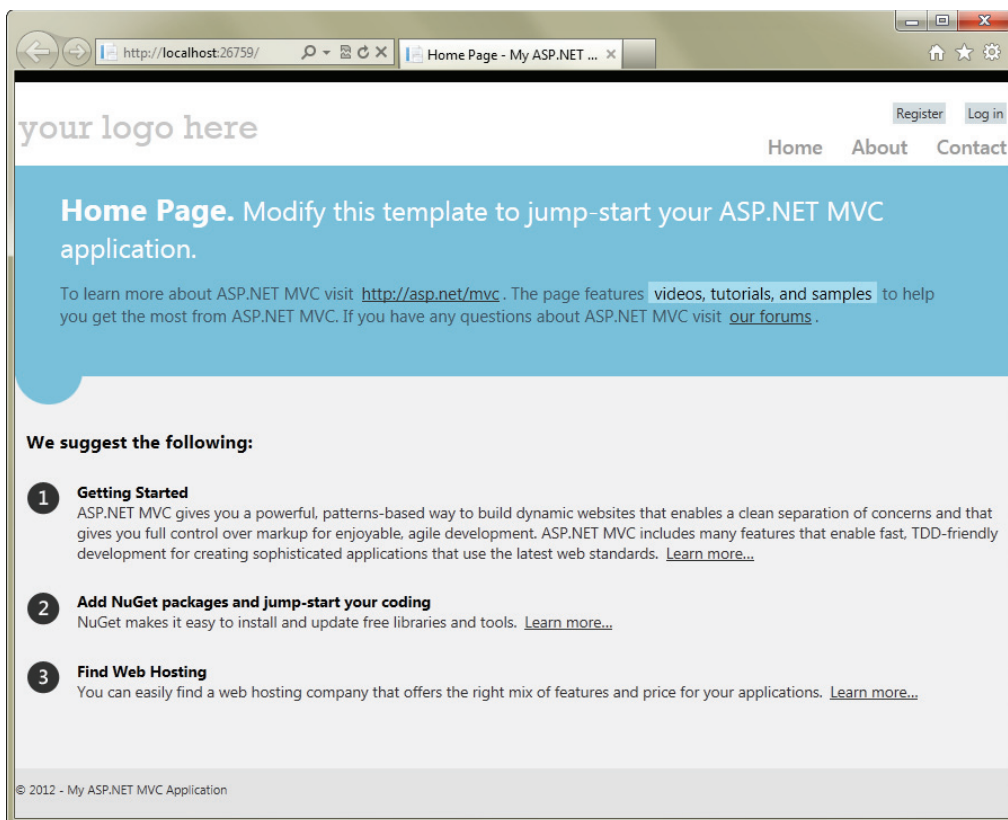 http://localhost:26759/
Home Page - My ASP.NET ...
your logo here
Register Log in
Home About Contact
Home Page. Modify this template to jump-start your ASP.NET MVC
application.
To learn more about ASP.NET MVC visit http://asp.net/mvc . The page features videos, tutorials, and samples to help
you get the most from ASP.NET MVC. If you have any questions about ASP.NET MVC visit our forums .
We suggest the following:
1 Getting Started
ASP.NET MVC gives you a powerful, patterns-based way to build dynamic websites that enables a clean separation of concerns and that
gives you full control over markup for enjoyable, agile development. ASP.NET MVC includes many features that enable fast, TDD-friendly
development for creating sophisticated applications that use the latest web standards. Learn more...
2 Add NuGet packages and jump-start your coding
NuGet makes it easy to install and update free libraries and tools. Learn more...
3 Find Web Hosting
You can easily find a web hosting company that offers the right mix of features and price for your applications. Learn more...
© 2012 - My ASP.NET MVC Application